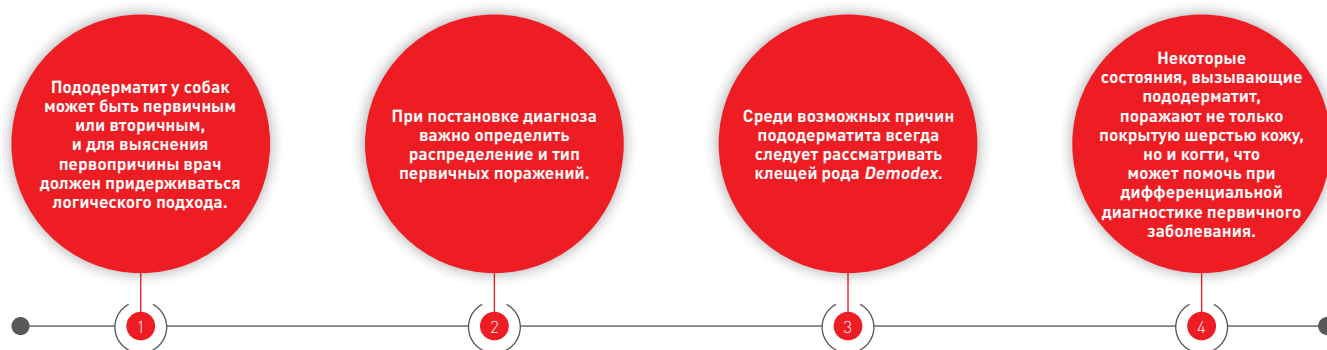 Пододерматит у собак
может быть первичным
или вторичным,
и для выяснения
первопричины врач
должен придерживаться
логического подхода.
При постановке диагноза
важно определить
распределение и тип
первичных поражений.
Среди возможных причин
пододерматита всегда
следует рассматривать
клещей рода Demodex.
Некоторые
состояния, вызывающие
пододерматит,
поражают не только
покрытую шерстью кожу,
но и когти, что
может помочь при
дифференциальной
диагностике первичного
заболевания.
1
2
3
4